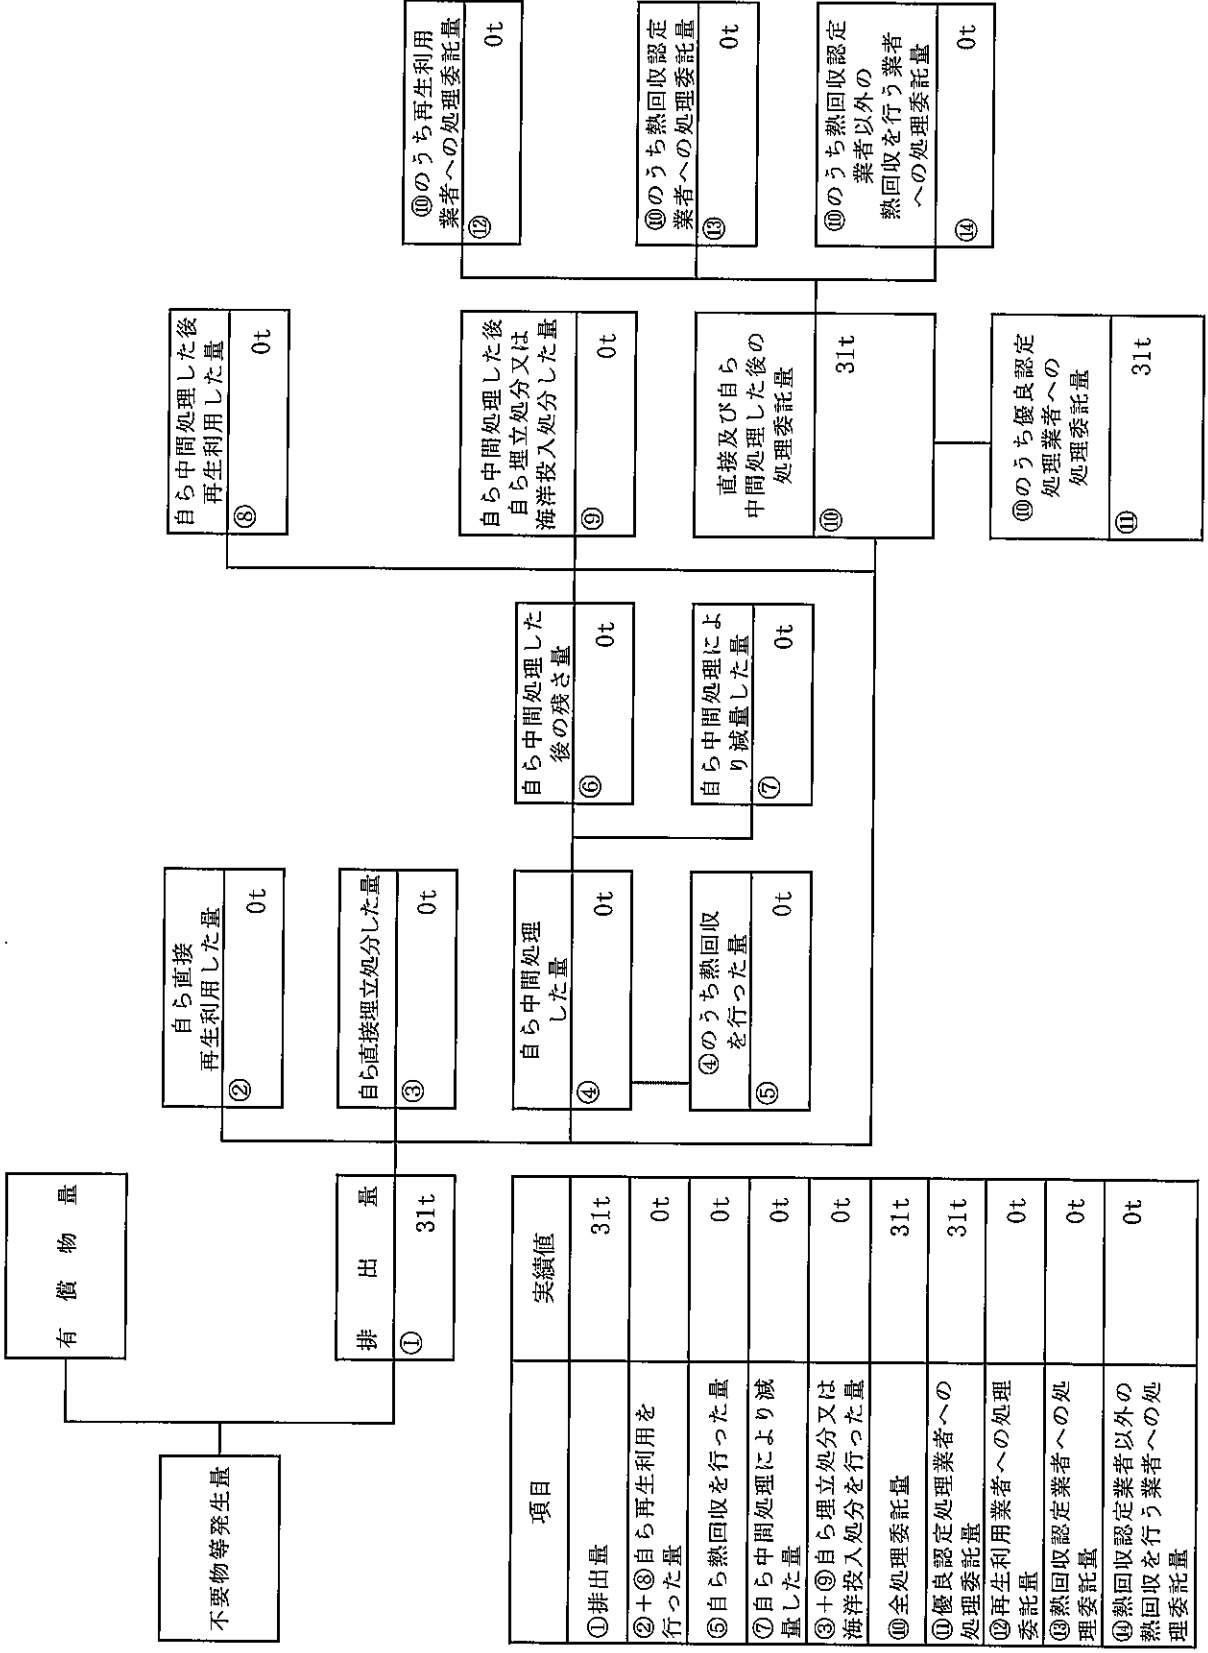 不要物等発生量
有償物量
排出量
①
31t
自ら直接
再生利用した量
②
0t
自ら直接埋立処分した量
③
0t
自ら中間処理
した量
④
0t
④のうち熱回収
を行った量
⑤
0t
自ら中間処理した
後の残さ量
⑥
0t
自ら中間処理によ
り減量した量
⑦
0t
自ら中間処理した後
再生利用した量
⑧
0t
自ら中間処理した後
自ら埋立処分又は
海洋投入処分した量
⑨
0t
直接及び自ら
中間処理した後の
処理委託量
⑩
31t
⑩のうち優良認定
処理業者への
処理委託量
⑪
31t
⑩のうち再生利用
業者への処理委託量
⑫
0t
⑩のうち熱回収認定
業者への処理委託量
⑬
0t
⑩のうち熱回収認定
業者以外の
熱回収を行う業者
への処理委託量
⑭
0t
項目 実績値
①排出量 31t
②+⑧自ら再生利用を 0t
行った量
⑤自ら熱回収を行った量 0t
⑦自ら中間処理により減 0t
量した量
③+⑨自ら埋立処分又は 0t
海洋投入処分を行った量
⑩全処理委託量 31t
⑪優良認定処理業者への 31t
処理委託量
⑫再生利用業者への処理 0t
委託量
⑬熱回収認定業者への処 0t
理委託量
⑭熱回収認定業者以外の 0t
熱回収を行う業者への処
理委託量